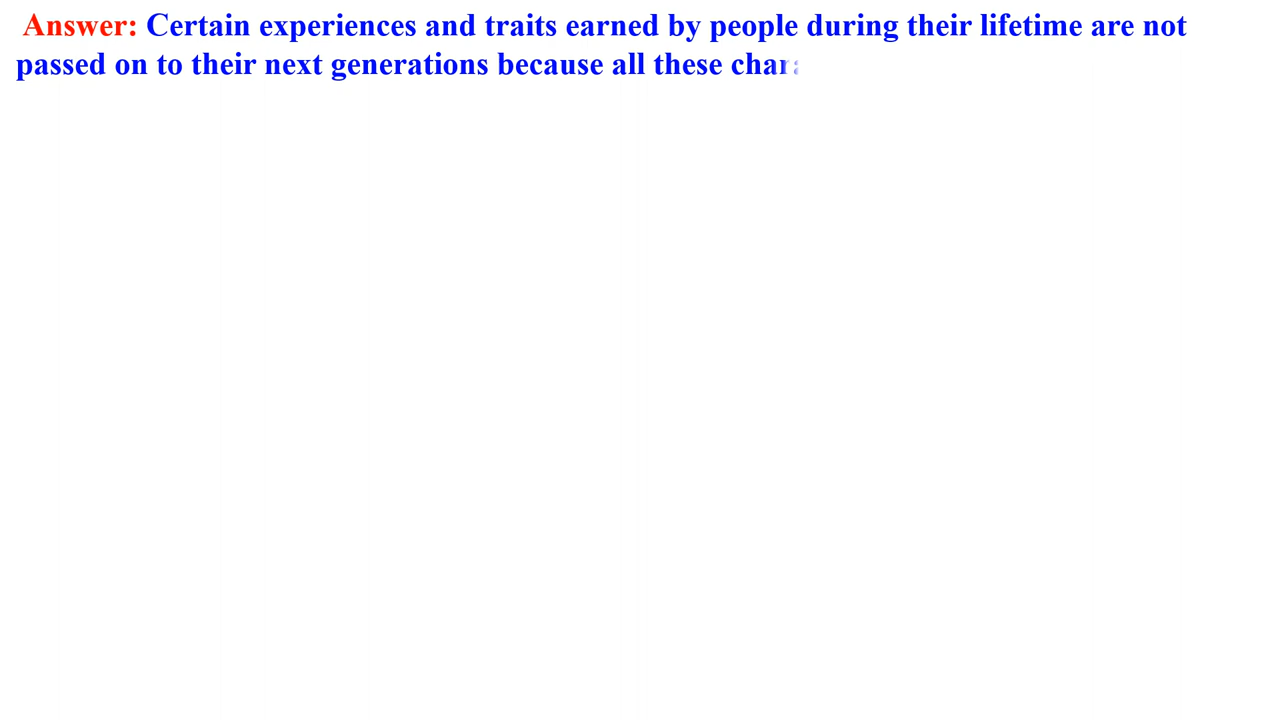 Answer: Certain experiences and traits earned by people during their lifetime are not
passed on to their next generations because all these chara